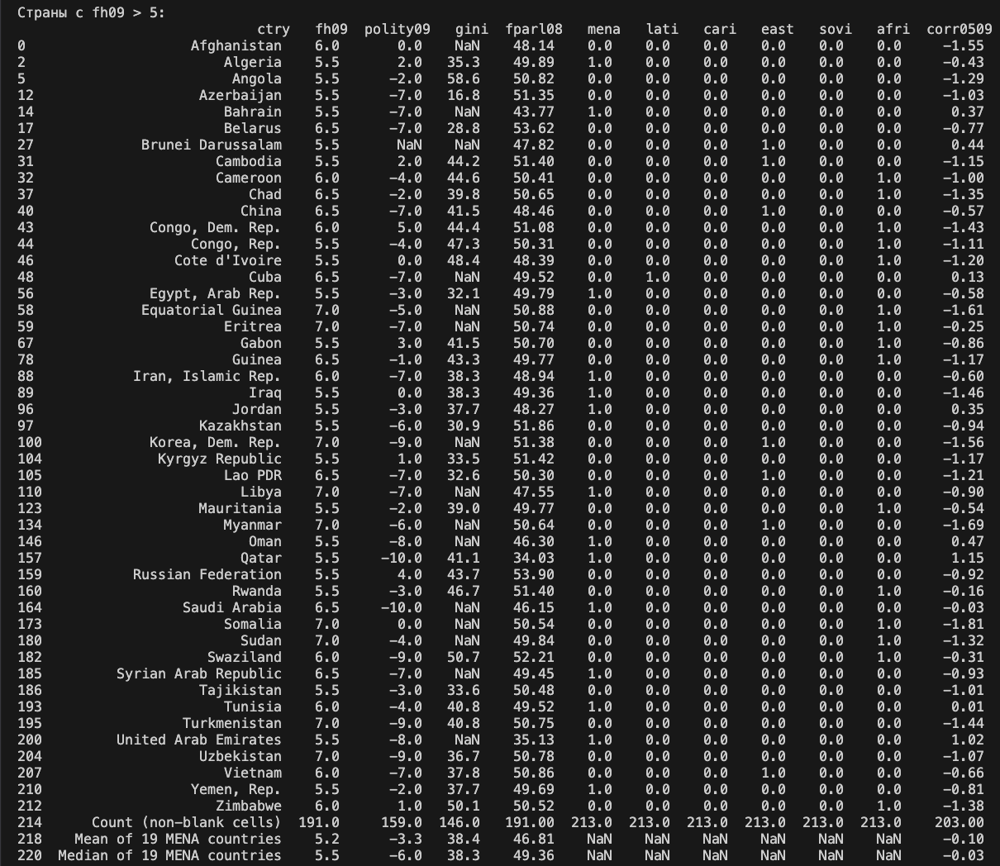 Страны с fh09 > 5:
ctry fh09 polity09 gini fparl08 mena lati cari east sovi afri corr0509
0 Afghanistan 6.0 0.0 NaN 48.14 0.0 0.0 0.0 0.0 0.0 0.0 -1.55
2 Algeria 5.5 2.0 35.3 49.89 1.0 0.0 0.0 0.0 0.0 0.0 -0.43
5 Angola 5.5 -2.0 58.6 50.82 0.0 0.0 0.0 0.0 0.0 1.0 -1.29
12 Azerbaijan 5.5 -7.0 16.8 51.35 0.0 0.0 0.0 0.0 0.0 0.0 -1.03
14 Bahrain 5.5 -7.0 NaN 43.77 1.0 0.0 0.0 0.0 0.0 0.0 0.37
17 Belarus 6.5 -7.0 28.8 53.62 0.0 0.0 0.0 0.0 0.0 0.0 -0.77
27 Brunei Darussalam 5.5 NaN NaN 47.82 0.0 0.0 0.0 1.0 0.0 0.0 0.44
31 Cambodia 5.5 2.0 44.2 51.40 0.0 0.0 0.0 1.0 0.0 0.0 -1.15
32 Cameroon 6.0 -4.0 44.6 50.41 0.0 0.0 0.0 0.0 0.0 1.0 -1.00
37 Chad 6.5 -2.0 39.8 50.65 0.0 0.0 0.0 0.0 0.0 1.0 -1.35
40 China 6.5 -7.0 41.5 48.46 0.0 0.0 0.0 1.0 0.0 0.0 -0.57
43 Congo, Dem. Rep. 6.0 5.0 44.4 51.08 0.0 0.0 0.0 0.0 0.0 1.0 -1.43
44 Congo, Rep. 5.5 -4.0 47.3 50.31 0.0 0.0 0.0 0.0 0.0 1.0 -1.11
46 Cote d'Ivoire 5.5 0.0 48.4 48.39 0.0 0.0 0.0 0.0 0.0 1.0 -1.20
48 Cuba 6.5 -7.0 NaN 49.52 0.0 1.0 0.0 0.0 0.0 0.0 0.13
56 Egypt, Arab Rep. 5.5 -3.0 32.1 49.79 1.0 0.0 0.0 0.0 0.0 0.0 -0.58
58 Equatorial Guinea 7.0 -5.0 NaN 50.88 0.0 0.0 0.0 0.0 0.0 1.0 -1.61
59 Eritrea 7.0 -7.0 NaN 50.74 0.0 0.0 0.0 0.0 0.0 1.0 -0.25
67 Gabon 5.5 3.0 41.5 50.70 0.0 0.0 0.0 0.0 0.0 1.0 -0.86
78 Guinea 6.5 -1.0 43.3 49.77 0.0 0.0 0.0 0.0 0.0 1.0 -1.17
88 Iran, Islamic Rep. 6.0 -7.0 38.3 48.94 1.0 0.0 0.0 0.0 0.0 0.0 -0.60
89 Iraq 5.5 0.0 38.3 49.36 1.0 0.0 0.0 0.0 0.0 0.0 -1.46
96 Jordan 5.5 -3.0 37.7 48.27 1.0 0.0 0.0 0.0 0.0 0.0 0.35
97 Kazakhstan 5.5 -6.0 30.9 51.86 0.0 0.0 0.0 0.0 0.0 0.0 -0.94
100 Korea, Dem. Rep. 7.0 -9.0 NaN 51.38 0.0 0.0 0.0 1.0 0.0 0.0 -1.56
104 Kyrgyz Republic 5.5 1.0 33.5 51.42 0.0 0.0 0.0 0.0 0.0 0.0 -1.17
105 Lao PDR 6.5 -7.0 32.6 50.30 0.0 0.0 0.0 1.0 0.0 0.0 -1.21
110 Libya 7.0 -7.0 NaN 47.55 1.0 0.0 0.0 0.0 0.0 0.0 -0.90
123 Mauritania 5.5 -2.0 39.0 49.77 0.0 0.0 0.0 0.0 0.0 1.0 -0.54
134 Myanmar 7.0 -6.0 NaN 50.64 0.0 0.0 0.0 1.0 0.0 0.0 -1.69
146 Oman 5.5 -8.0 NaN 46.30 1.0 0.0 0.0 0.0 0.0 0.0 0.47
157 Qatar 5.5 -10.0 41.1 34.03 1.0 0.0 0.0 0.0 0.0 0.0 1.15
159 Russian Federation 5.5 4.0 43.7 53.90 0.0 0.0 0.0 0.0 0.0 0.0 -0.92
160 Rwanda 5.5 -3.0 46.7 51.40 0.0 0.0 0.0 0.0 0.0 1.0 -0.16
164 Saudi Arabia 6.5 -10.0 NaN 46.15 1.0 0.0 0.0 0.0 0.0 0.0 -0.03
173 Somalia 7.0 0.0 NaN 50.54 0.0 0.0 0.0 0.0 0.0 1.0 -1.81
180 Sudan 7.0 -4.0 NaN 49.84 0.0 0.0 0.0 0.0 0.0 1.0 -1.32
182 Swaziland 6.0 -9.0 50.7 52.21 0.0 0.0 0.0 0.0 0.0 1.0 -0.31
185 Syrian Arab Republic 6.5 -7.0 NaN 49.45 1.0 0.0 0.0 0.0 0.0 0.0 -0.93
186 Tajikistan 5.5 -3.0 33.6 50.48 0.0 0.0 0.0 0.0 0.0 0.0 -1.01
193 Tunisia 6.0 -4.0 40.8 49.52 1.0 0.0 0.0 0.0 0.0 0.0 0.01
195 Turkmenistan 7.0 -9.0 40.8 50.75 0.0 0.0 0.0 0.0 0.0 0.0 -1.44
200 United Arab Emirates 5.5 -8.0 NaN 35.13 1.0 0.0 0.0 0.0 0.0 0.0 1.02
204 Uzbekistan 7.0 -9.0 36.7 50.78 0.0 0.0 0.0 0.0 0.0 0.0 -1.07
207 Vietnam 6.0 -7.0 37.8 50.86 0.0 0.0 0.0 1.0 0.0 0.0 -0.66
210 Yemen, Rep. 5.5 -2.0 37.7 49.69 1.0 0.0 0.0 0.0 0.0 0.0 -0.81
212 Zimbabwe 6.0 1.0 50.1 50.52 0.0 0.0 0.0 0.0 0.0 1.0 -1.38
214 Count (non-blank cells) 191.0 159.0 146.0 191.00 213.0 213.0 213.0 213.0 213.0 213.0 203.00
218 Mean of 19 MENA countries 5.2 -3.3 38.4 46.81 NaN NaN NaN NaN NaN NaN -0.10
220 Median of 19 MENA countries 5.5 -6.0 38.3 49.36 NaN NaN NaN NaN NaN NaN -0.03